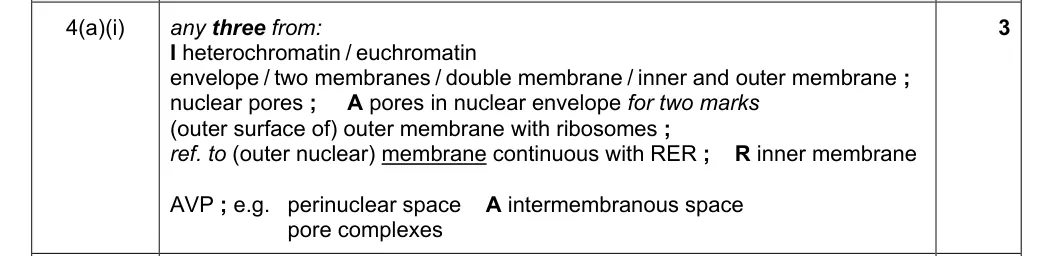 4(a)(i) any three from: 3
I heterochromatin / euchromatin
envelope / two membranes / double membrane / inner and outer membrane ;
nuclear pores ; A pores in nuclear envelope for two marks
(outer surface of) outer membrane with ribosomes ;
ref. to (outer nuclear) membrane continuous with RER ; R inner membrane
AVP ; e.g. perinuclear space A intermembranous space
pore complexes